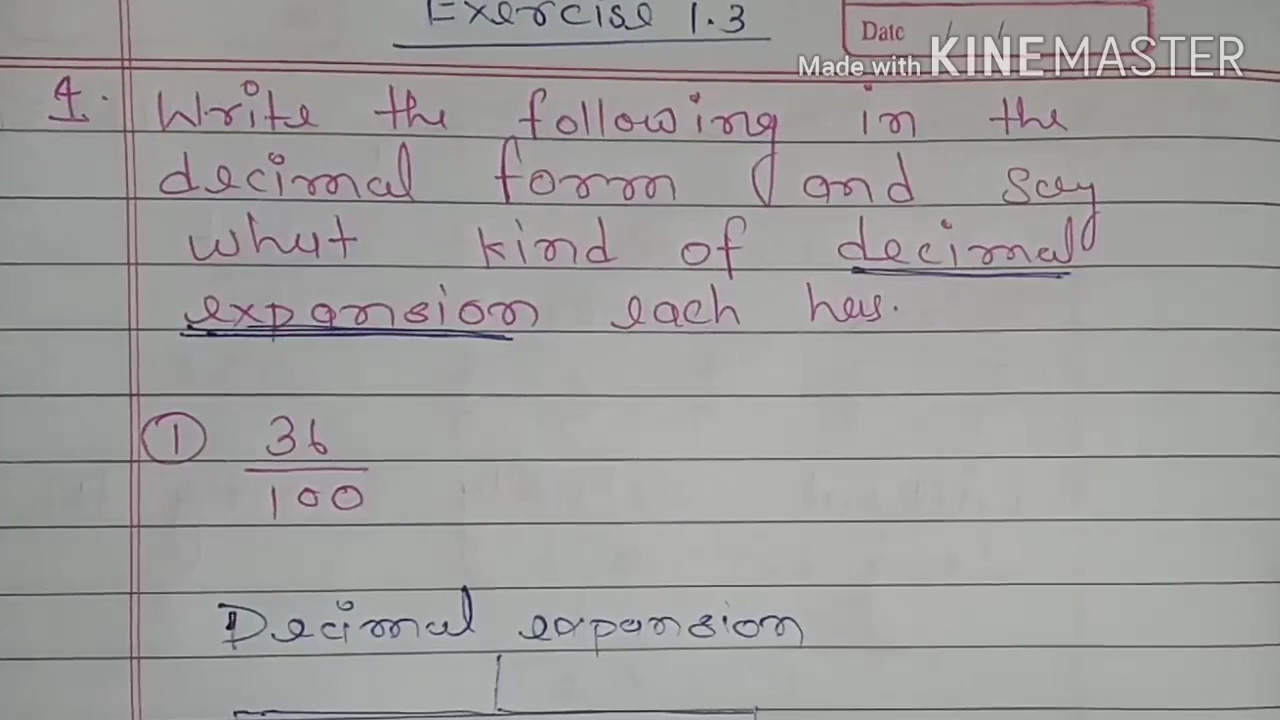 Exercise 1.3
Date
Made with KINEMASTER
1. Write the following in the
decimal form and say
what kind of decimal
expansion each has.
① 36
100
Decimal expansion